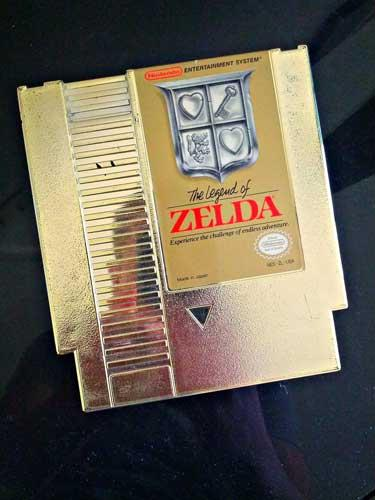 Nintendo ENTERTAINMENT SYSTEM®
The Legend of
ZELDA
Experience the challenge of endless adventure.
Made in Japan
NES-ZL-USA